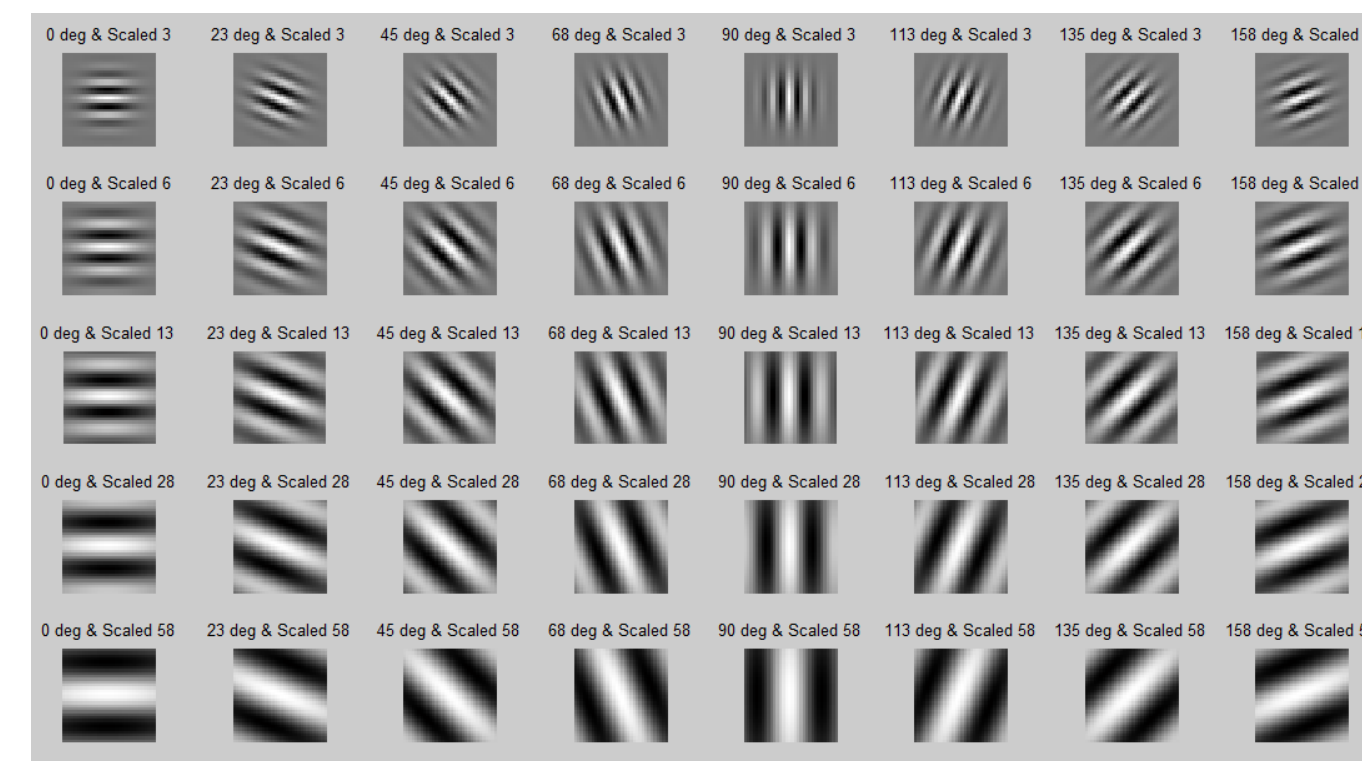 0 deg & Scaled 3 23 deg & Scaled 3 45 deg & Scaled 3 68 deg & Scaled 3 90 deg & Scaled 3 113 deg & Scaled 3 135 deg & Scaled 3 158 deg & Scaled
0 deg & Scaled 6 23 deg & Scaled 6 45 deg & Scaled 6 68 deg & Scaled 6 90 deg & Scaled 6 113 deg & Scaled 6 135 deg & Scaled 6 158 deg & Scaled
0 deg & Scaled 13 23 deg & Scaled 13 45 deg & Scaled 13 68 deg & Scaled 13 90 deg & Scaled 13 113 deg & Scaled 13 135 deg & Scaled 13 158 deg & Scaled
0 deg & Scaled 28 23 deg & Scaled 28 45 deg & Scaled 28 68 deg & Scaled 28 90 deg & Scaled 28 113 deg & Scaled 28 135 deg & Scaled 28 158 deg & Scaled
0 deg & Scaled 58 23 deg & Scaled 58 45 deg & Scaled 58 68 deg & Scaled 58 90 deg & Scaled 58 113 deg & Scaled 58 135 deg & Scaled 58 158 deg & Scaled